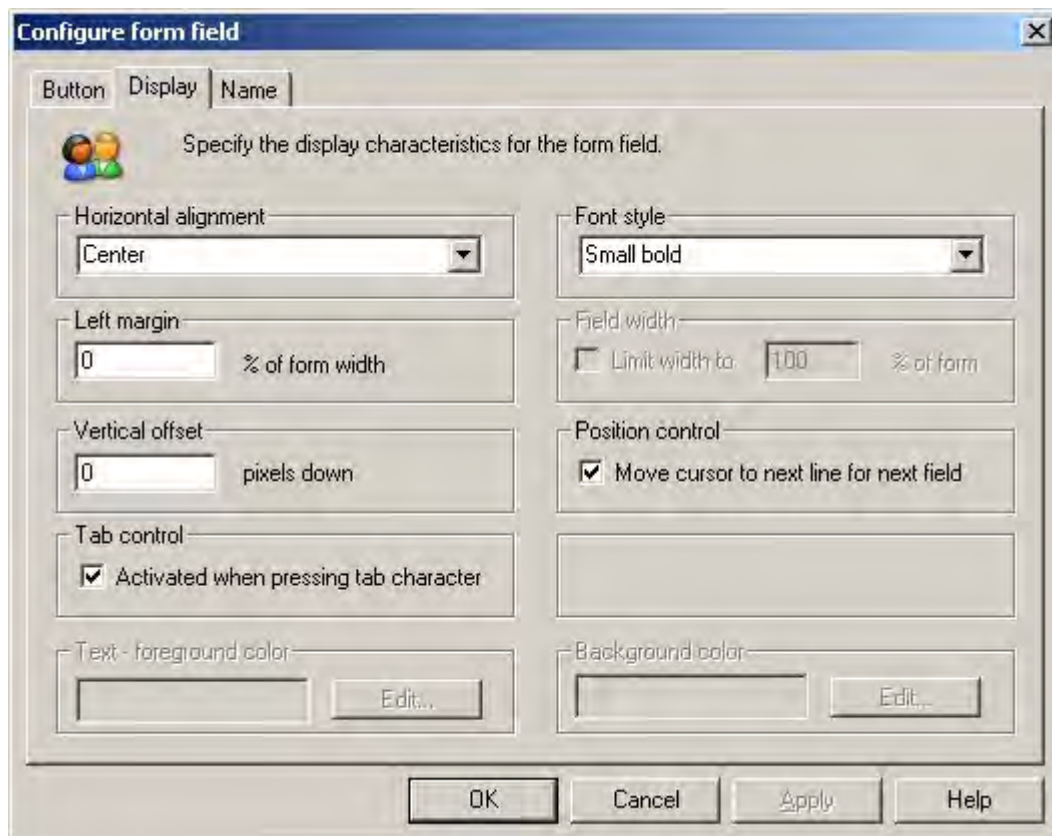 Configure form field
Button Display Name
Specify the display characteristics for the form field.
Horizontal alignment
Center
Font style
Small bold
Left margin
0 % of form width
Field width
Limit width to 100 % of form
Vertical offset
0 pixels down
Position control
Move cursor to next line for next field
Tab control
Activated when pressing tab character
Text - foreground color
Edit...
Background color
Edit...
OK Cancel Apply Help